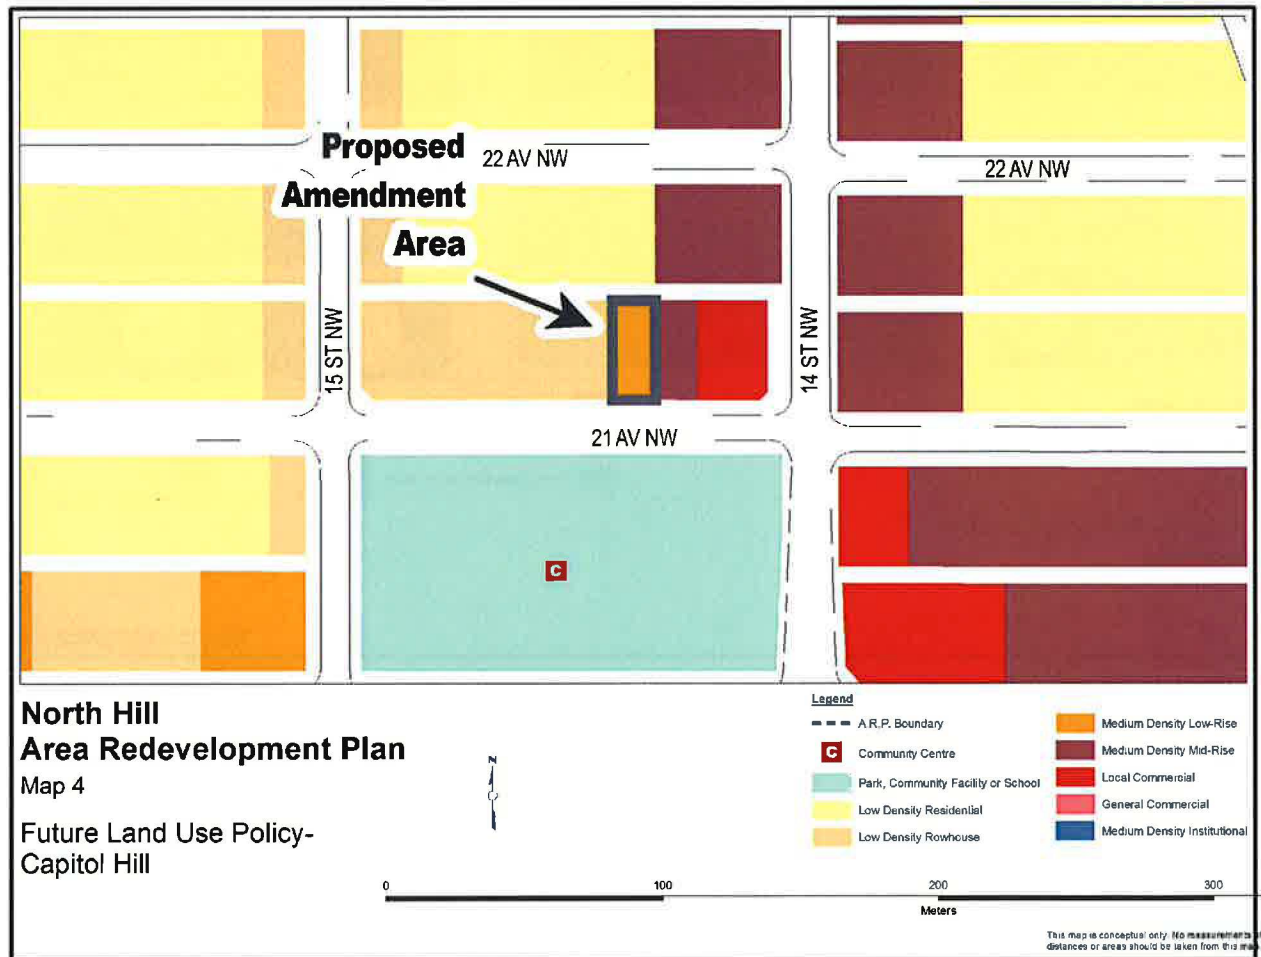 Proposed
Amendment
Area
22 AV NW
22 AV NW
15 ST NW
14 ST NW
21 AV NW
C
North Hill
Area Redevelopment Plan
Map 4
Future Land Use Policy-
Capitol Hill
N
Legend
A.R.P. Boundary
C Community Centre
Park, Community Facility or School
Low Density Residential
Low Density Rowhouse
Medium Density Low-Rise
Medium Density Mid-Rise
Local Commercial
General Commercial
Medium Density Institutional
0 100 200 300
Meters
This map is conceptual only. No measurements of
distances or areas should be taken from this map.